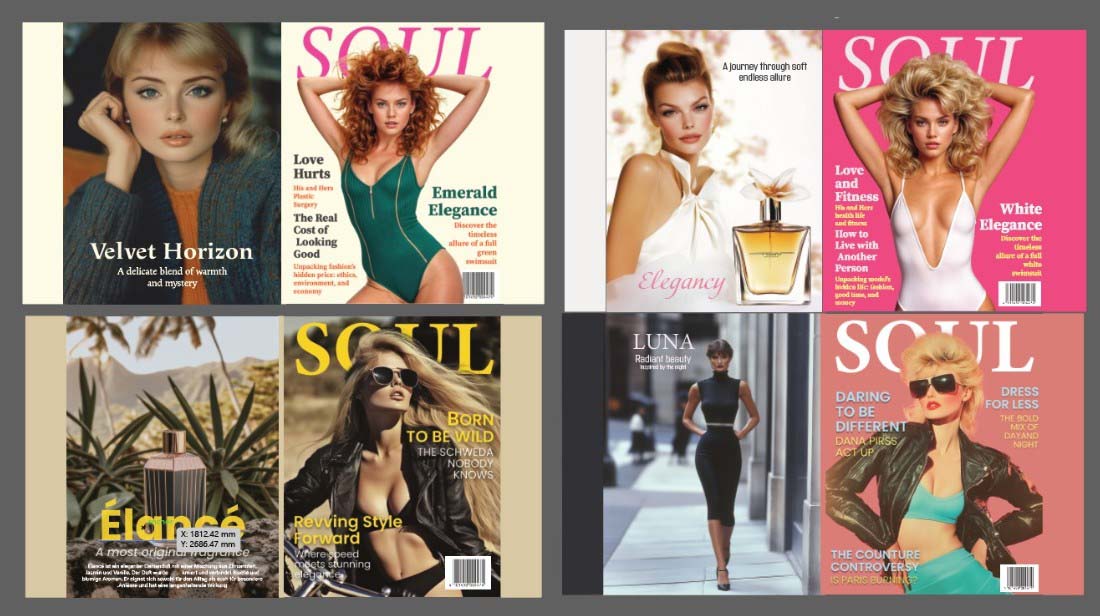 Velvet Horizon
A delicate blend of warmth
and mystery
SOUL
Love
Hurts
His and Hers
Plastic
Surgery
The Real
Cost of
Looking
Good
Unpacking fashion's
hidden price: ethics,
environment, and
economy
Emerald
Elegance
Discover the
timeless
allure of a full
green
swimsuit
A journey through soft
endless allure
Elegancy
SOUL
Love
and
Fitness
His and Hers
health life
and fitness
How to
Live with
Another
Person
Unpacking model's
hidden life: fashion,
good time, and
money
White
Elegance
Discover the
timeless
allure of a full
white
swimsuit
Élancé
X: 1812.42 mm
Y: 2686.47 mm
A most original fragrance
SOUL
BORN
TO BE WILD
THE SCHWEDA
NOBODY
KNOWS
Revving Style
Forward
Where speed
meets stunning
elegance
LUNA
Radiant beauty
inspired by the night
SOUL
DARING
TO BE
DIFFERENT
DANA PIRSS
ACT UP
DRESS
FOR LESS
THE BOLD
MIX OF
DAY AND
NIGHT
THE COUNTURE
CONTROVERSY
IS PARIS BURNING?